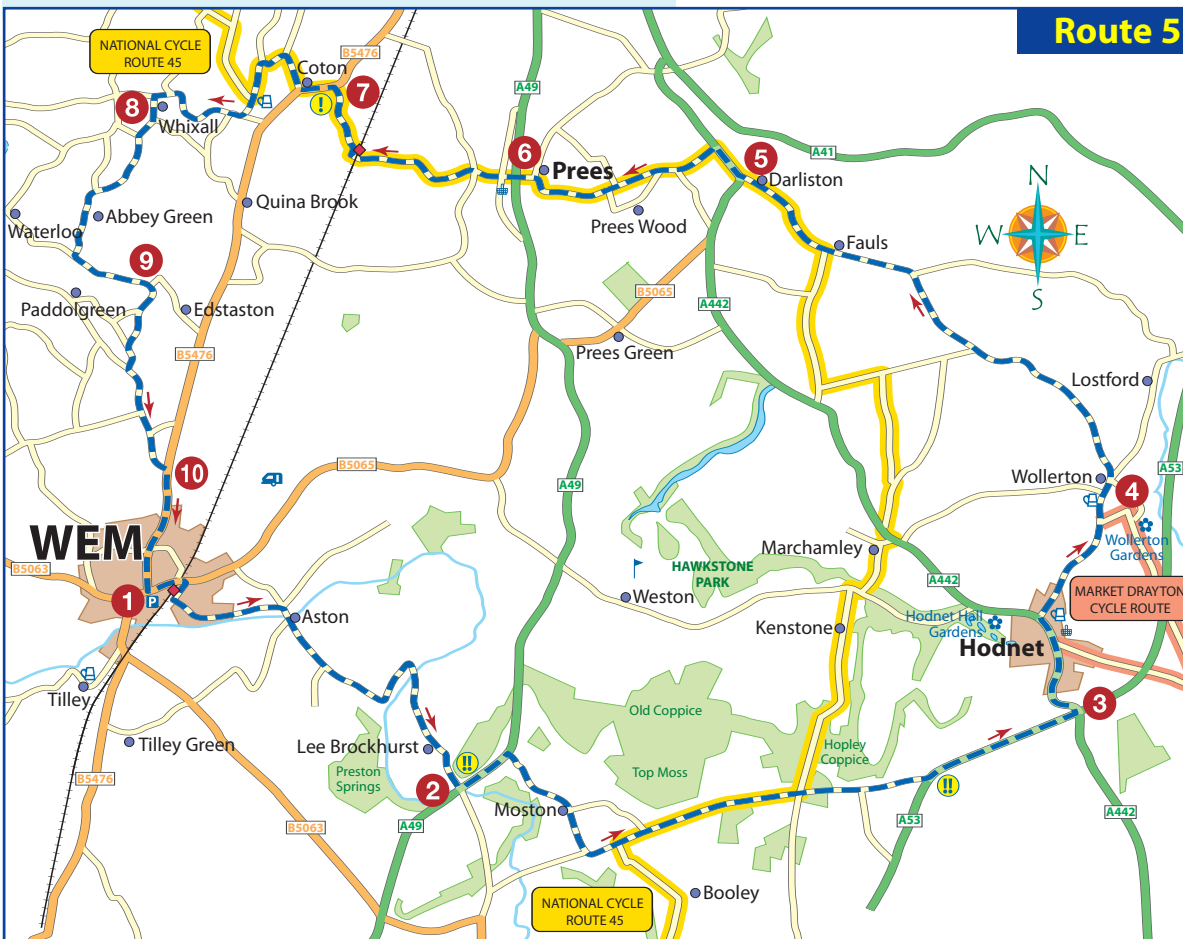 Route 5
NATIONAL CYCLE
ROUTE 45
B5476
Coton
!
7
A49
8
Whixall
6
Prees
5
Darliston
A41
N
W
E
S
Quina Brook
Abbey Green
Waterloo
Prees Wood
Fauls
9
Paddolgreen
Edstaston
B5065
A442
B5476
Prees Green
Lostford
10
B5065
A49
Wollerton
4
A53
WEM
Wollerton
Gardens
B5063
Marchamley
HAWKSTONE
PARK
A442
MARKET DRAYTON
CYCLE ROUTE
1
P
Aston
Weston
Kenstone
Hodnet Hall
Gardens
Hodnet
Tilley
3
Tilley Green
Lee Brockhurst
Old Coppice
Hopley
Coppice
B5476
Preston
Springs
!!
Top Moss
2
!!
Moston
B5063
A49
A53
A442
Booley
NATIONAL CYCLE
ROUTE 45